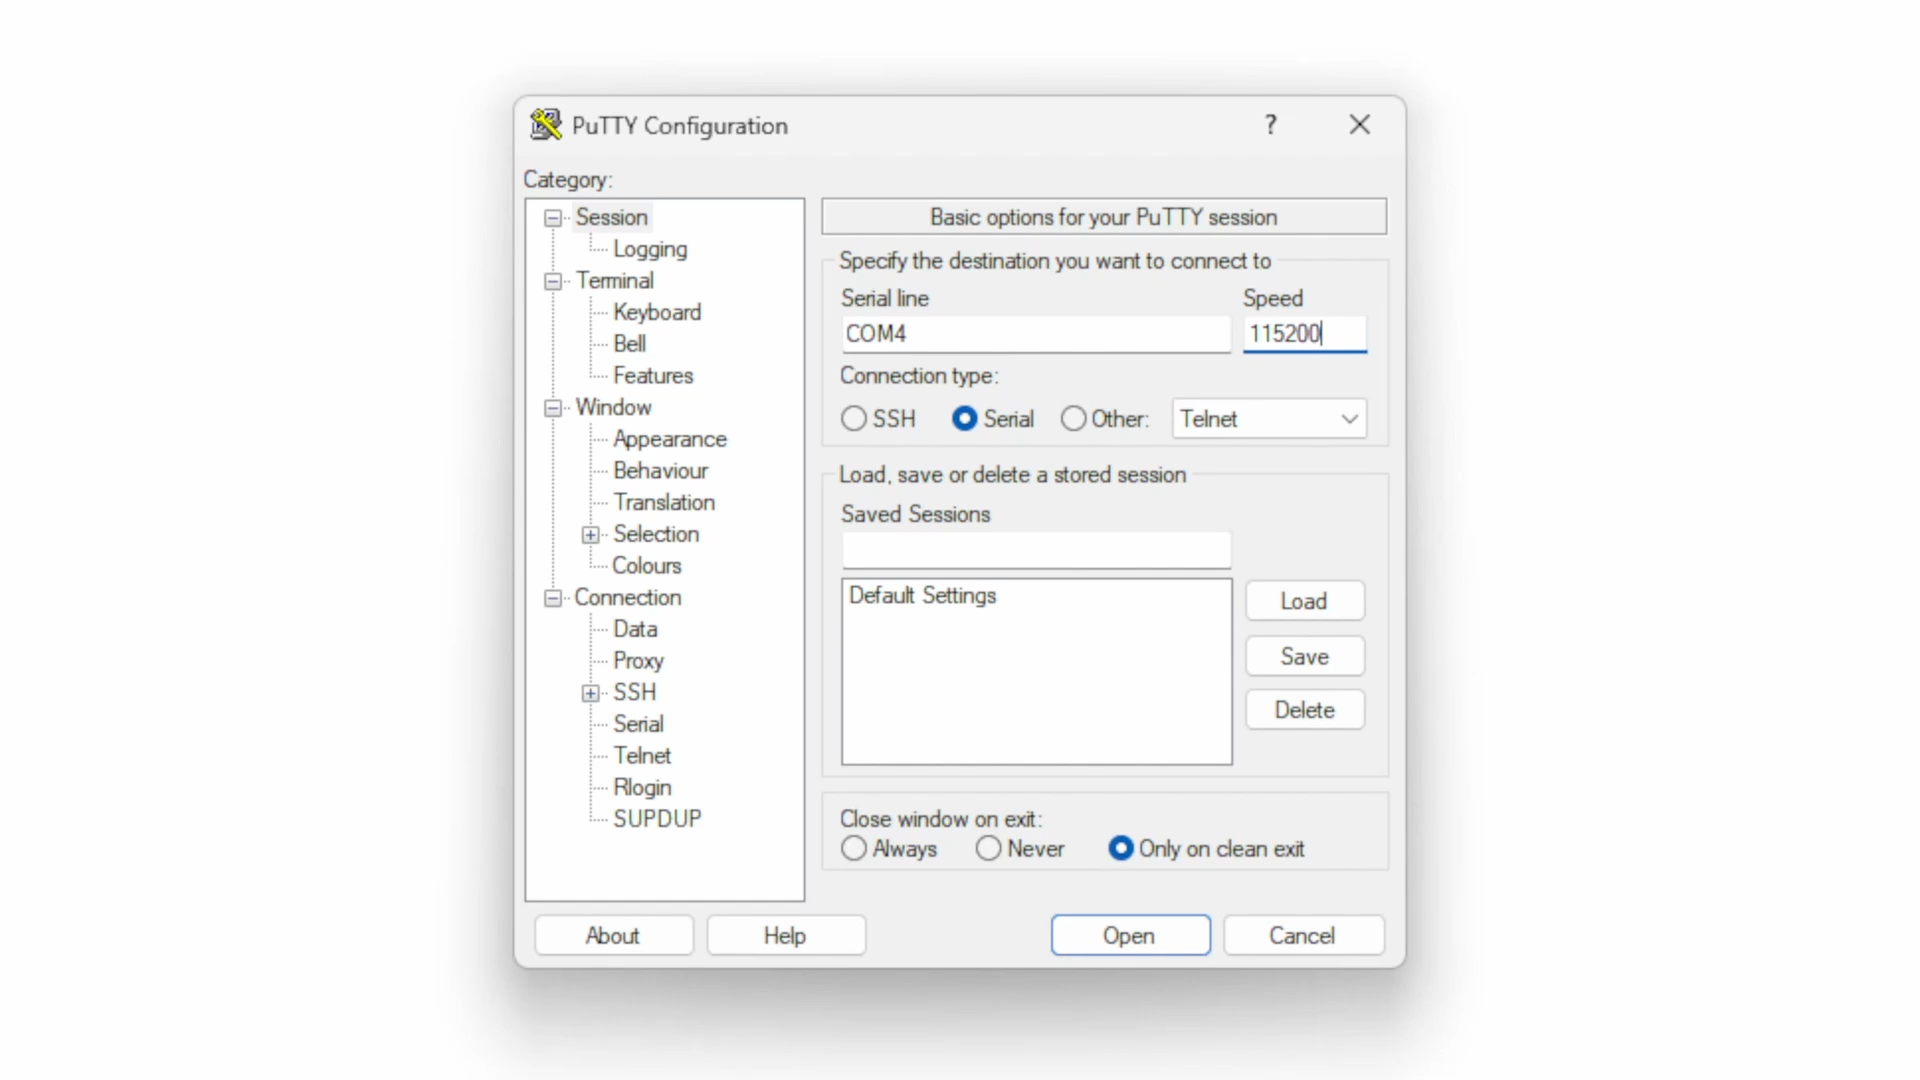 PuTTY Configuration
?
Category:
Session
Logging
Terminal
Keyboard
Bell
Features
Window
Appearance
Behaviour
Translation
Selection
Colours
Connection
Data
Proxy
SSH
Serial
Telnet
Rlogin
SUPDUP
Basic options for your PuTTY session
Specify the destination you want to connect to
Serial line Speed
COM4 115200
Connection type:
SSH Serial Other: Telnet
Load, save or delete a stored session
Saved Sessions
Default Settings
Load
Save
Delete
Close window on exit:
Always Never Only on clean exit
About Help Open Cancel